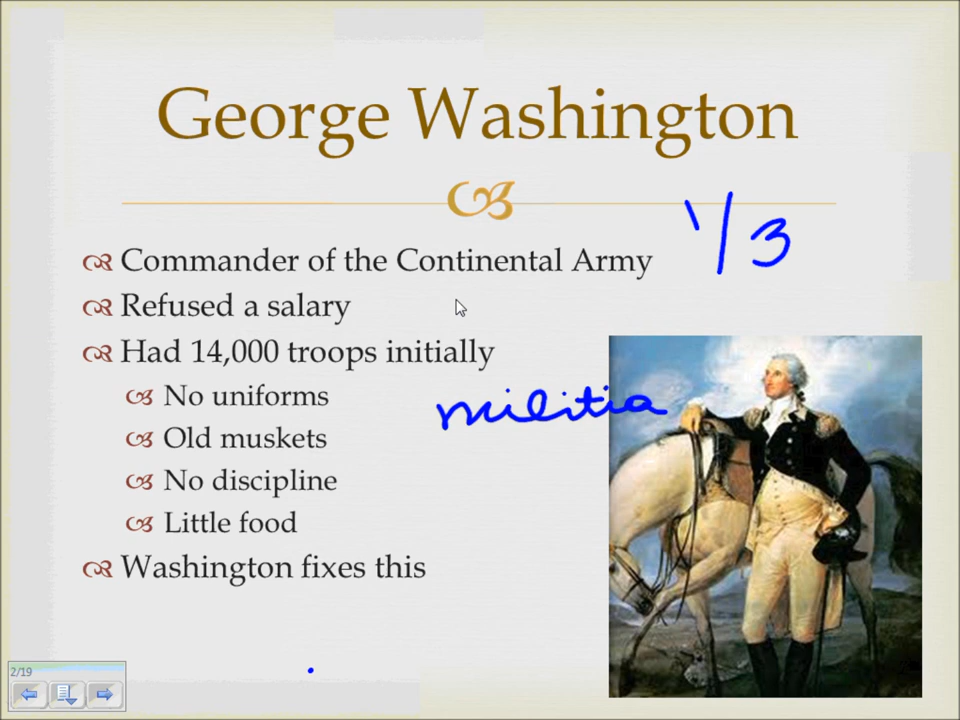 George Washington
1/3
Commander of the Continental Army
Refused a salary
Had 14,000 troops initially
No uniforms
militia
Old muskets
No discipline
Little food
Washington fixes this
2/19